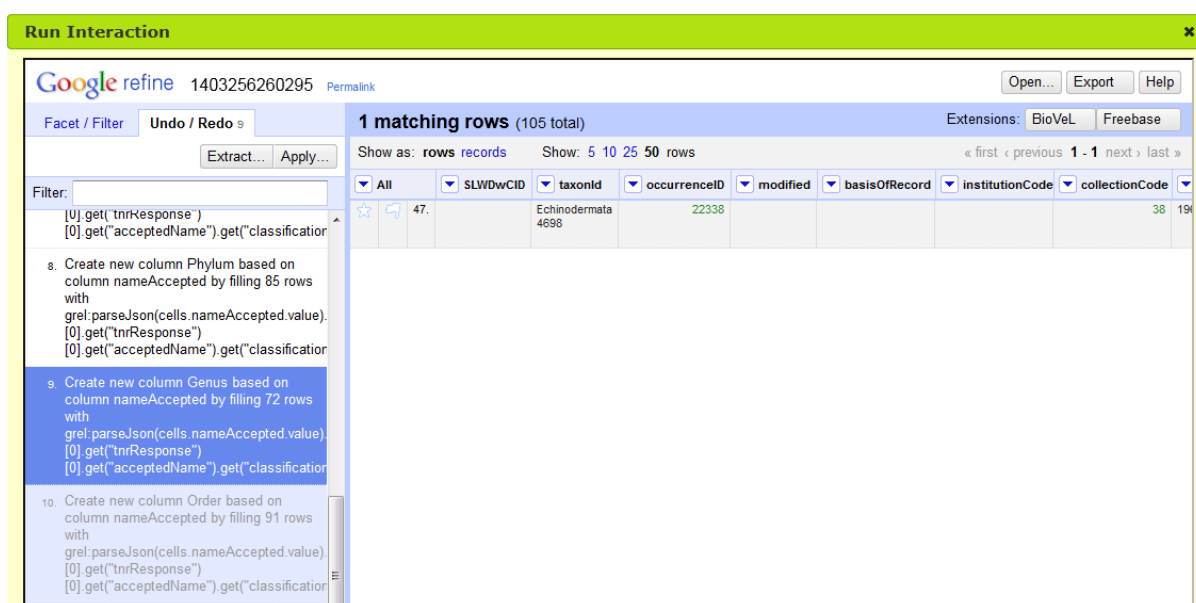 Run Interaction
Google refine 1403256260295 Permalink
Open... Export Help
Facet / Filter Undo / Redo 9
1 matching rows (105 total)
Extensions: BioVeL Freebase
Extract... Apply...
Show as: rows records Show: 5 10 25 50 rows
« first ‹ previous 1 - 1 next › last »
Filter:
All SLWDwCID taxonId occurrenceID modified basisOfRecord institutionCode collectionCode
47. Echinodermata 22338 38 196
4698
[0].get("tnrResponse")
[0].get("acceptedName").get("classification
8. Create new column Phylum based on
column nameAccepted by filling 85 rows
with
grel:parseJson(cells.nameAccepted.value).
[0].get("tnrResponse")
[0].get("acceptedName").get("classification
9. Create new column Genus based on
column nameAccepted by filling 72 rows
with
grel:parseJson(cells.nameAccepted.value).
[0].get("tnrResponse")
[0].get("acceptedName").get("classification
10. Create new column Order based on
column nameAccepted by filling 91 rows
with
grel:parseJson(cells.nameAccepted.value).
[0].get("tnrResponse")
[0].get("acceptedName").get("classification